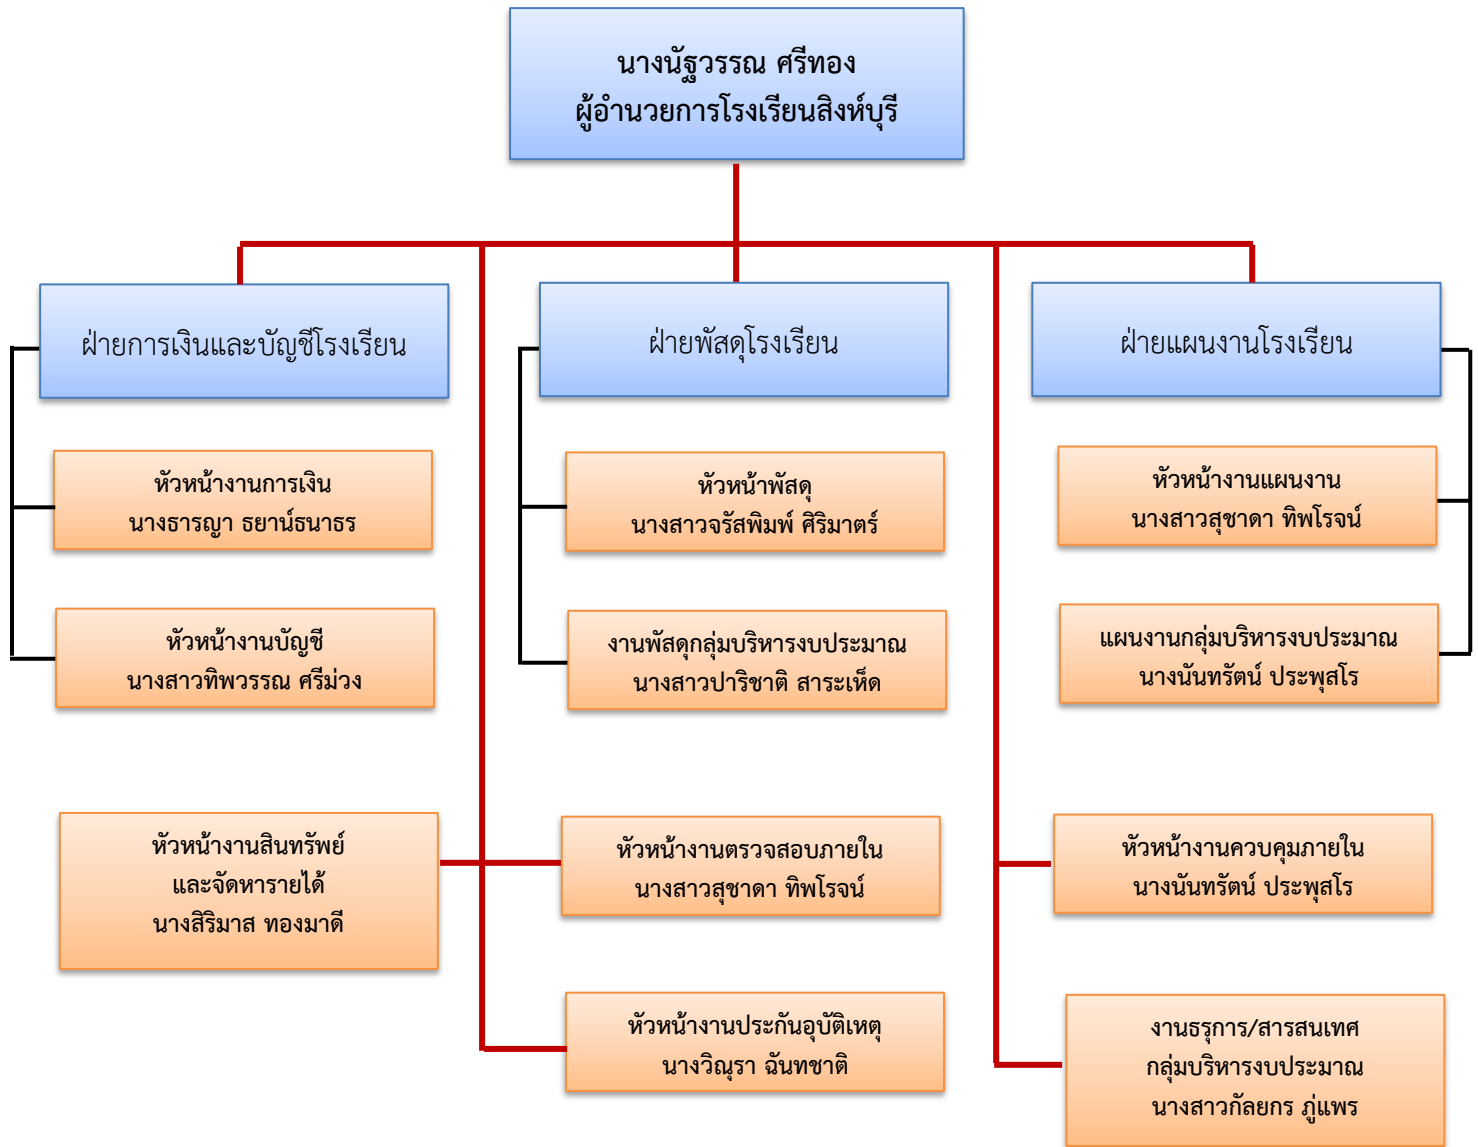 นางนัฐวรรณ ศรีทอง
ผู้อำนวยการโรงเรียนสิงห์บุรี
ฝ่ายการเงินและบัญชีโรงเรียน
ฝ่ายพัสดุโรงเรียน
ฝ่ายแผนงานโรงเรียน
หัวหน้างานการเงิน
นางธารญา ธยาน์ธนาธร
หัวหน้าพัสดุ
นางสาวจรัสพิมพ์ ศิริมาตร์
หัวหน้างานแผนงาน
นางสาวสุชาดา ทิพโรจน์
หัวหน้างานบัญชี
นางสาวทิพวรรณ ศรีม่วง
งานพัสดุกลุ่มบริหารงบประมาณ
นางสาวปาริชาติ สาระเห็ด
แผนงานกลุ่มบริหารงบประมาณ
นางนันทรัตน์ ประพุสโร
หัวหน้างานสินทรัพย์
และจัดหารายได้
นางสิริมาส ทองมาดี
หัวหน้างานตรวจสอบภายใน
นางสาวสุชาดา ทิพโรจน์
หัวหน้างานควบคุมภายใน
นางนันทรัตน์ ประพุสโร
หัวหน้างานประกันอุบัติเหตุ
นางวิณุรา ฉันทชาติ
งานธรุการ/สารสนเทศ
กลุ่มบริหารงบประมาณ
นางสาวกัลยกร ภู่แพร